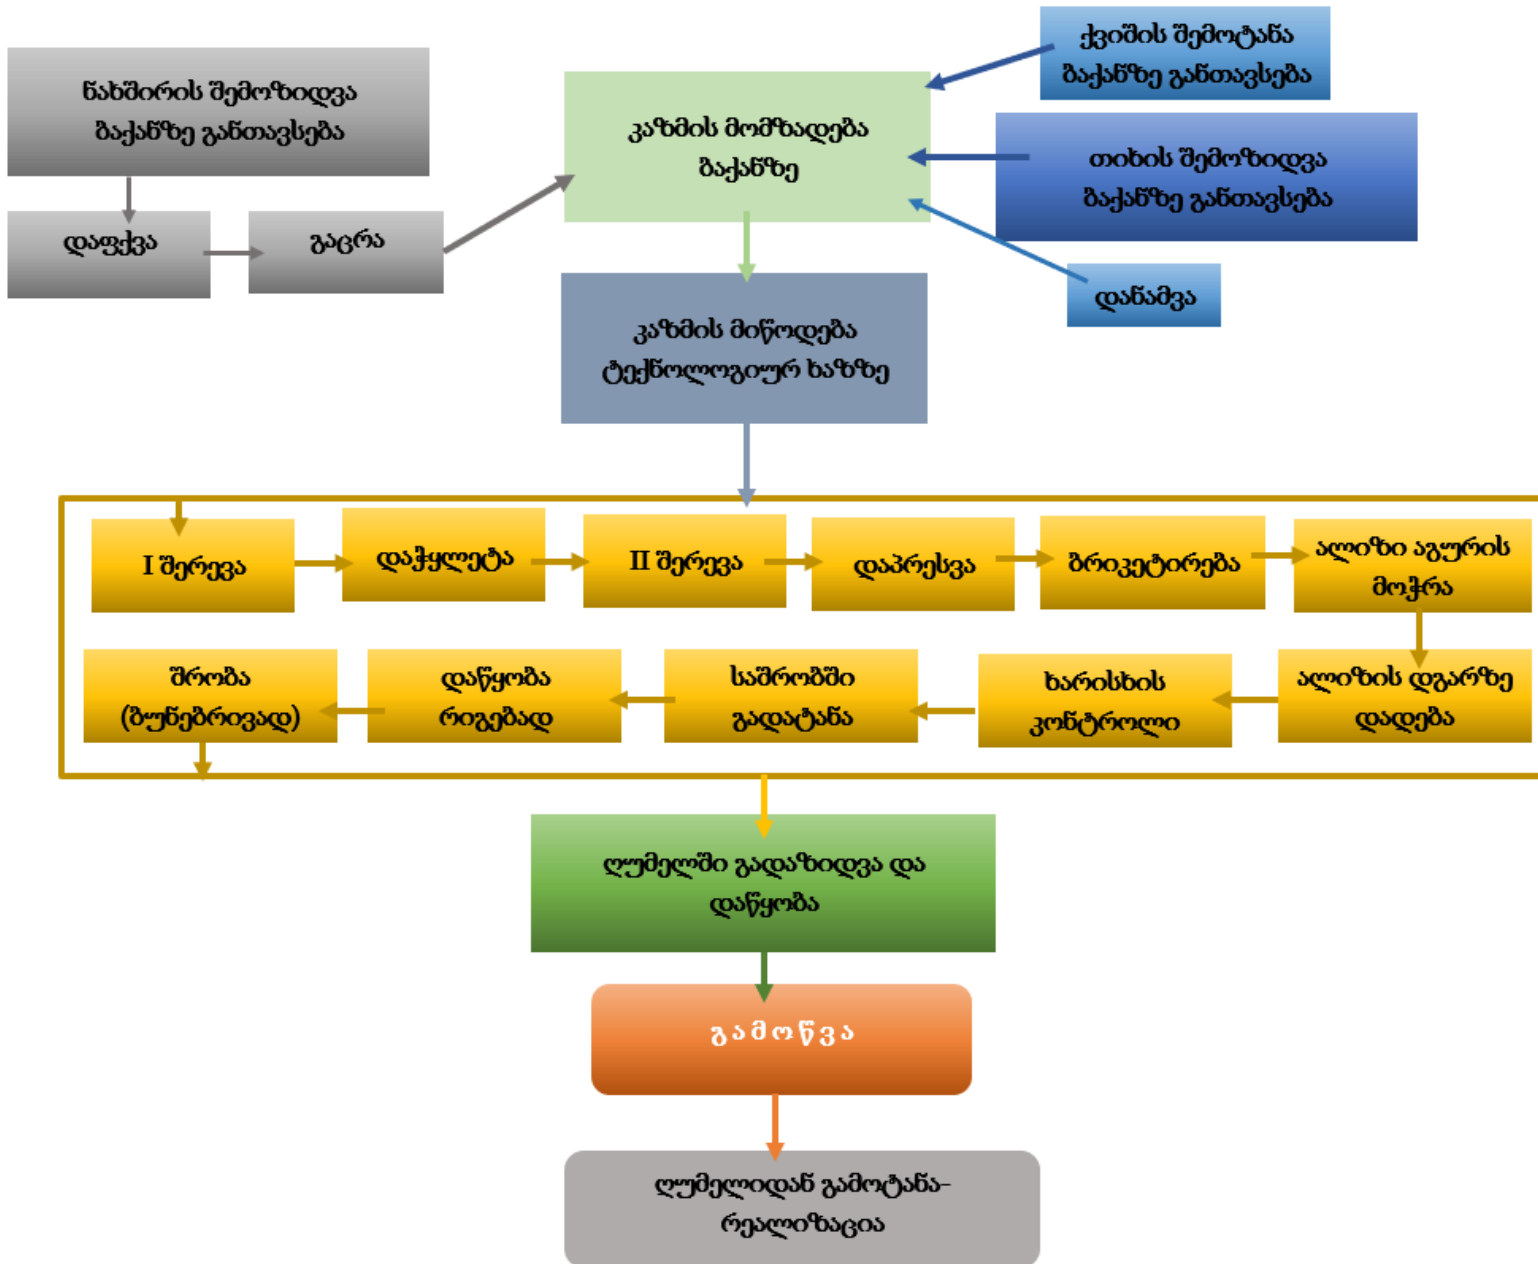 ნახშირის შემოზიდვა
ბაქანზე განთავსება
დაფქვა
გაცრა
კაზმის მომზადება
ბაქანზე
ქვიშის შემოტანა
ბაქანზე განთავსება
თიხის შემოზიდვა
ბაქანზე განთავსება
დანამვა
კაზმის მიწოდება
ტექნოლოგიურ ხაზზე
I შერევა
დაჭყლეტა
II შერევა
დაპრესვა
ბრიკეტირება
ალიზი აგურის
მოჭრა
ალიზის დგარზე
დადება
ხარისხის
კონტროლი
საშრობში
გადატანა
დაწყობა
რიგებად
შრობა
(ბუნებრივად)
ღუმელში გადაზიდვა და
დაწყობა
გამოწვა
ღუმელიდან გამოტანა-
რეალიზაცია